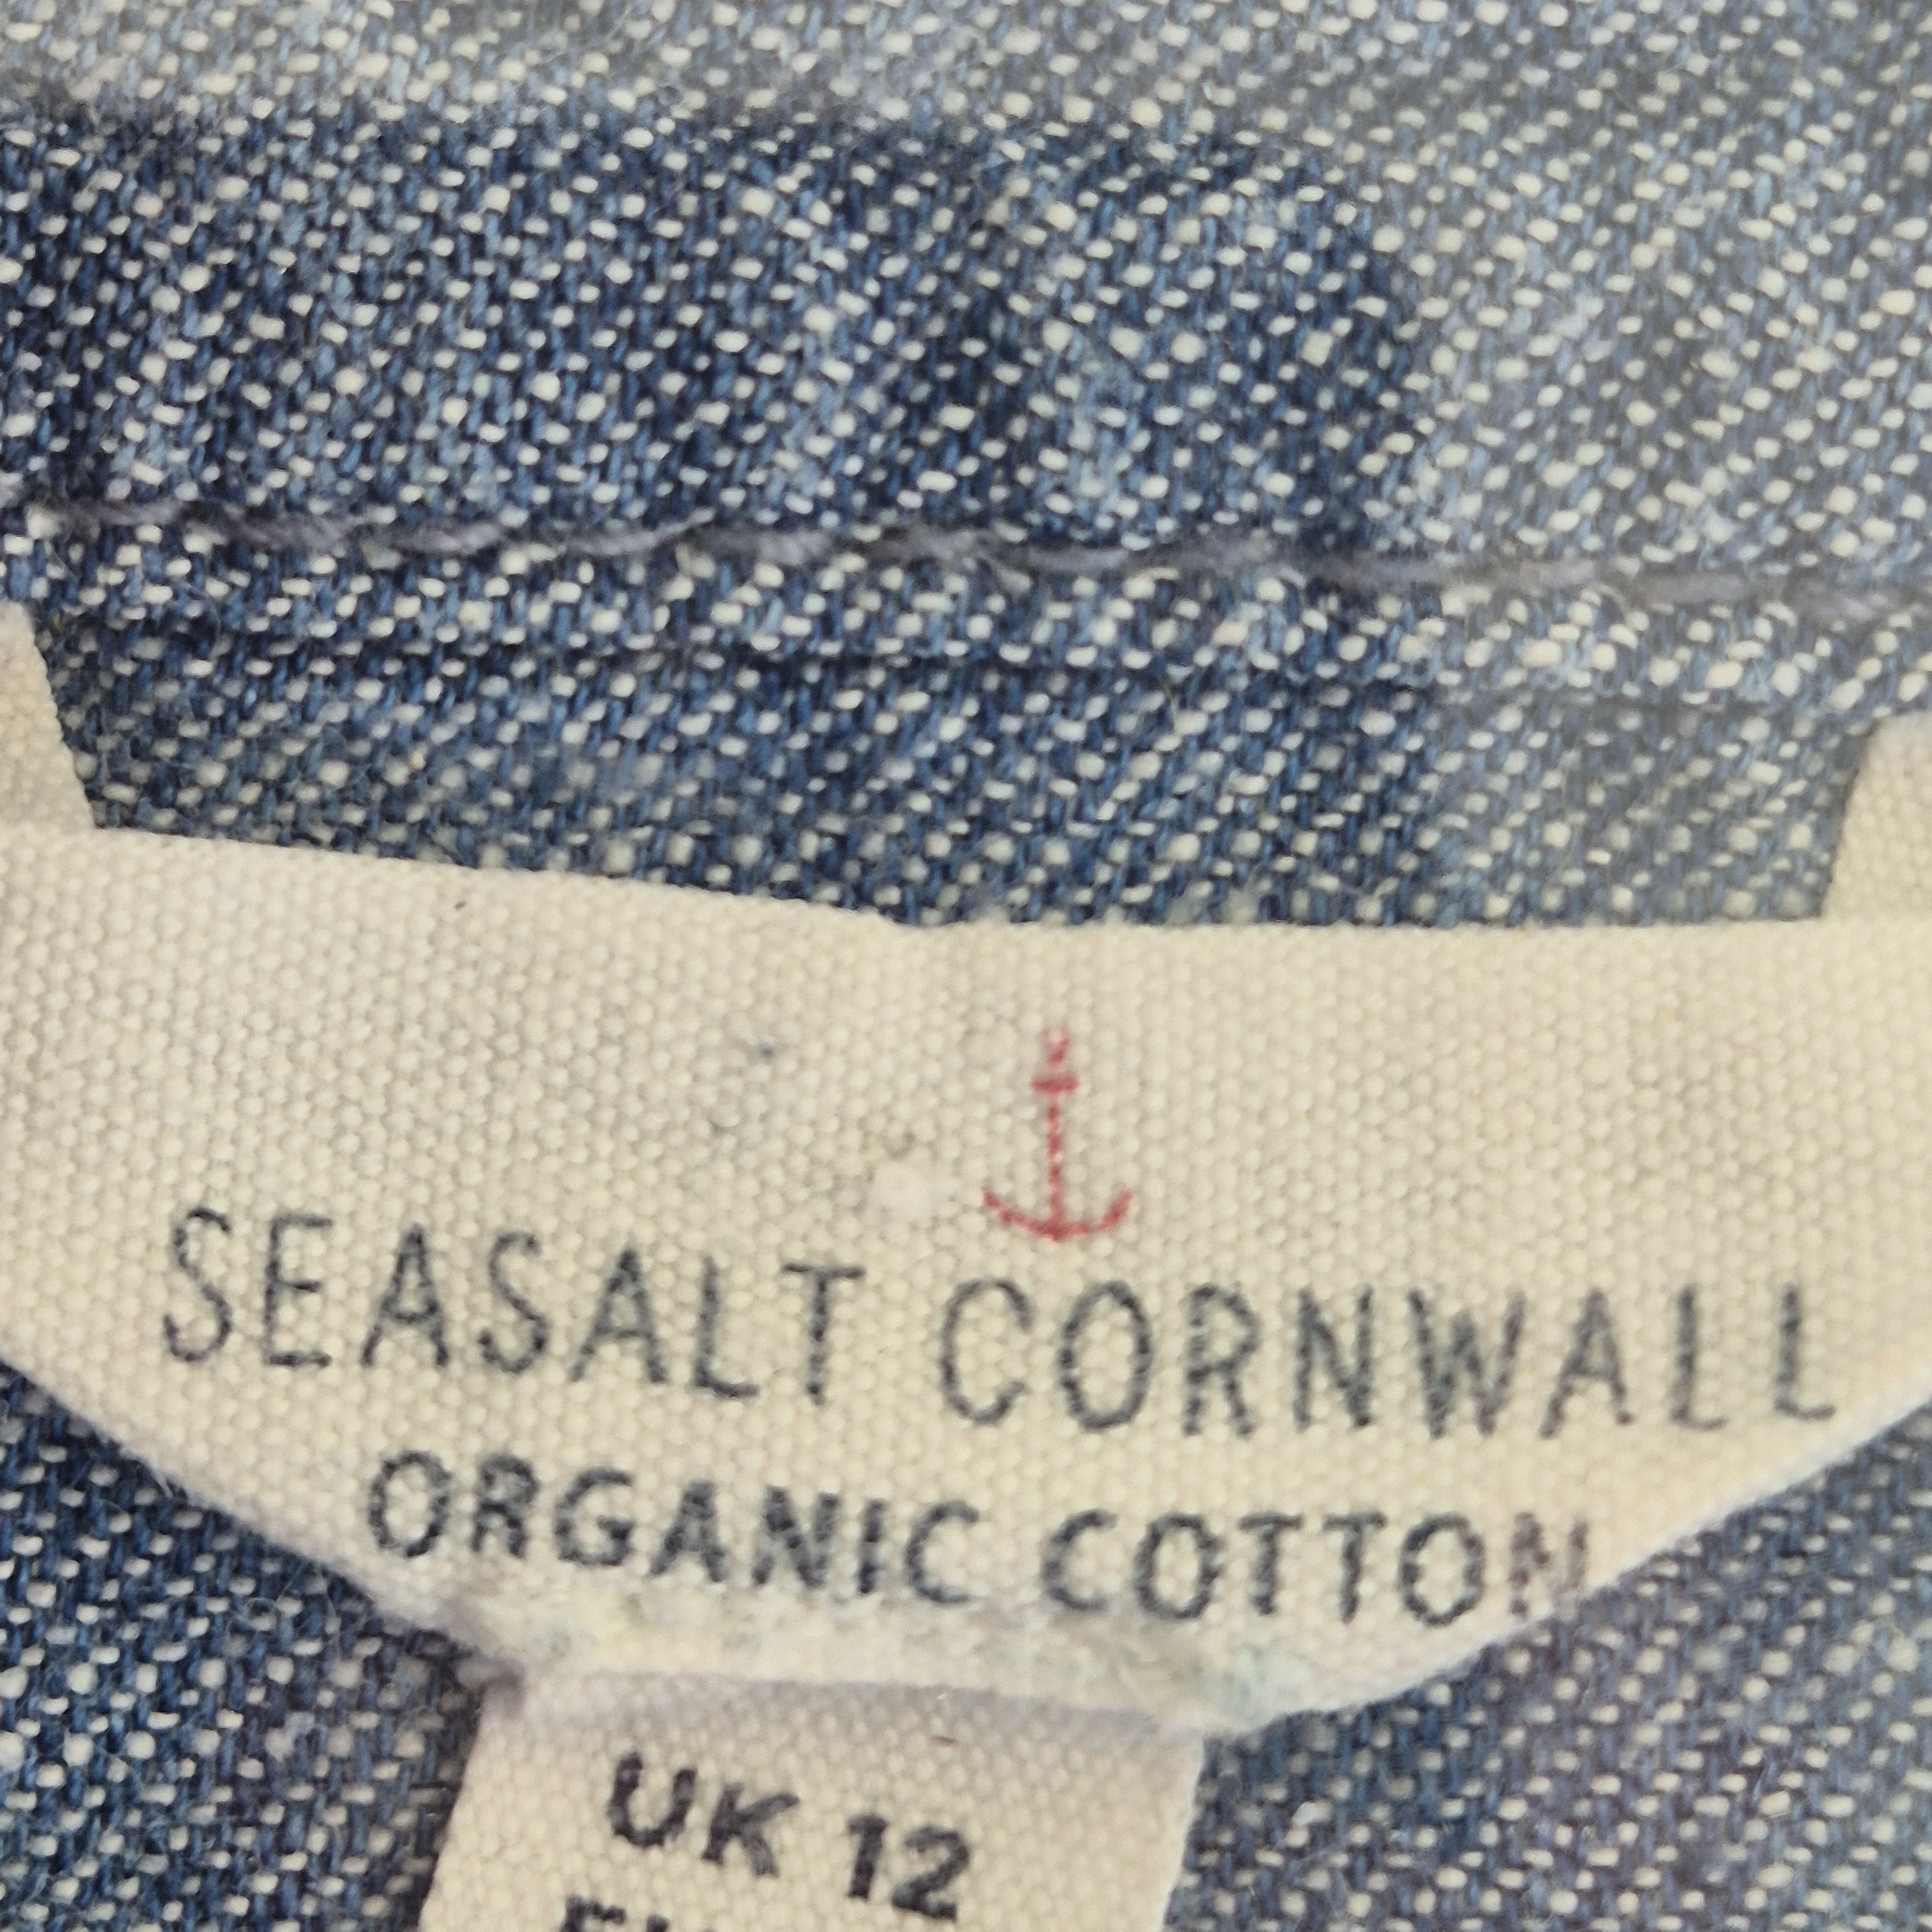 SEASALT CORNWALL
ORGANIC COTTON
UK 12